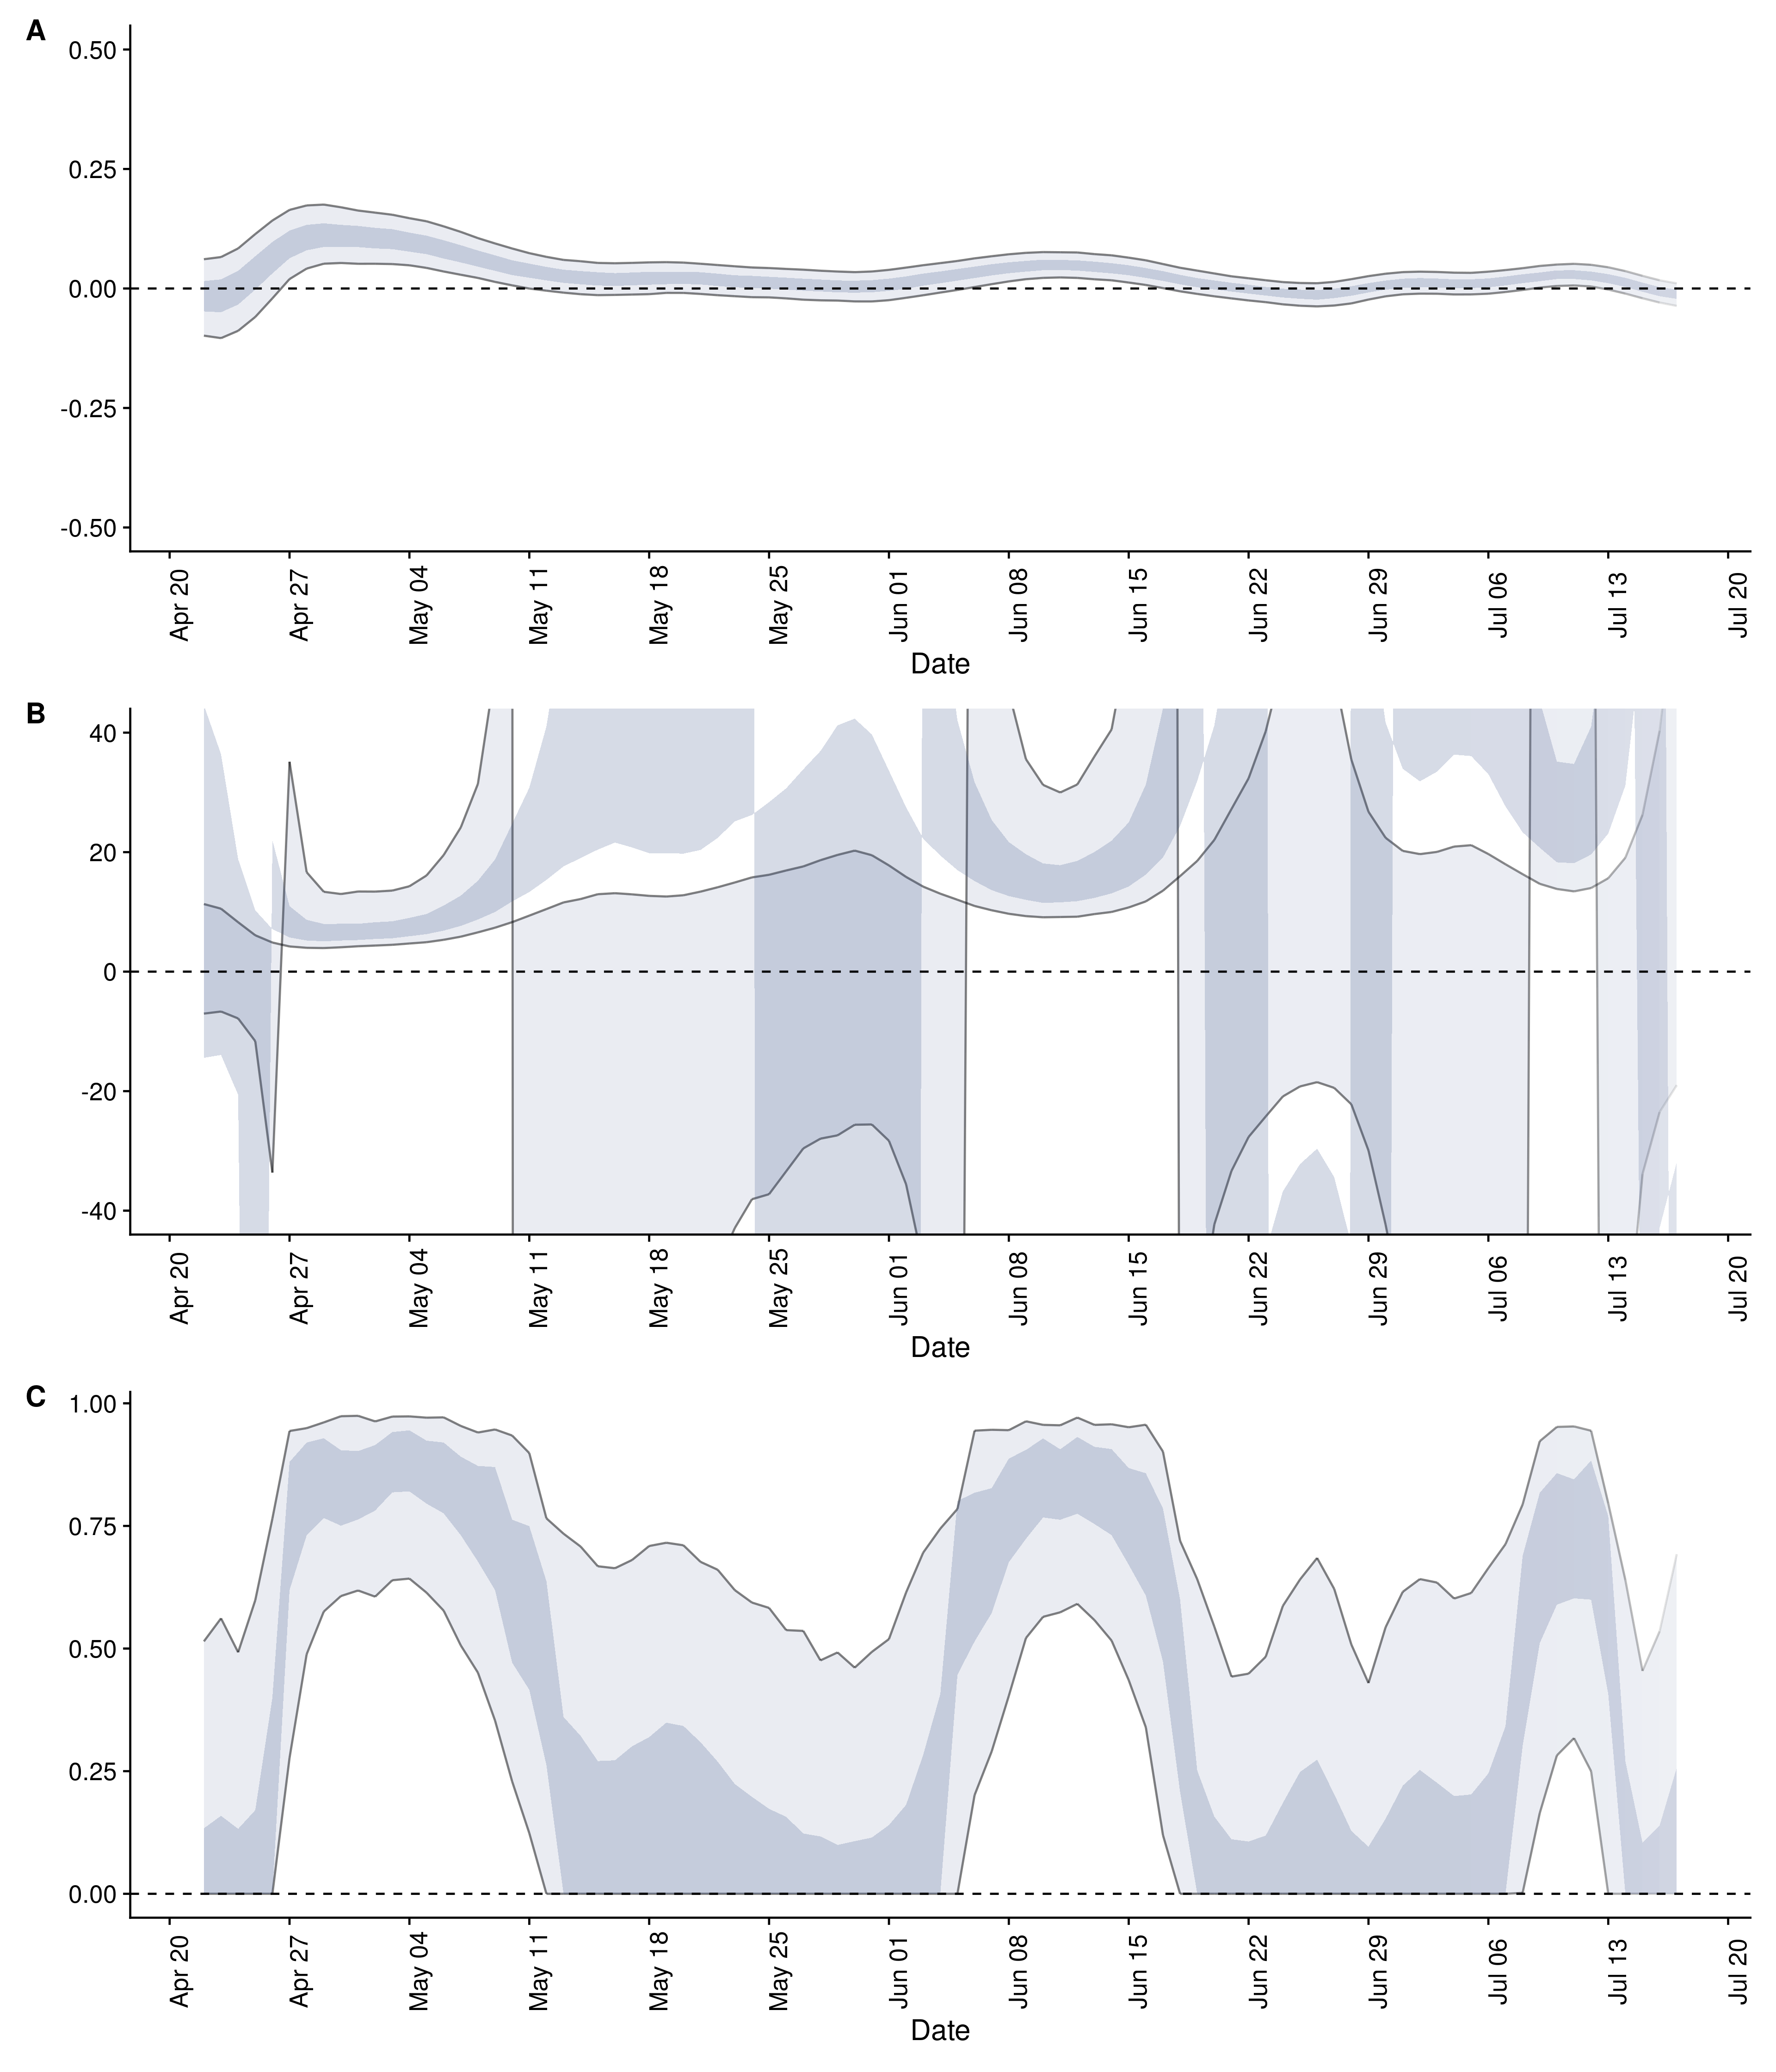 A
0.50
0.25
0.00
-0.25
-0.50
Apr 20
Apr 27
May 04
May 11
May 18
May 25
Jun 01
Jun 08
Jun 15
Jun 22
Jun 29
Jul 06
Jul 13
Jul 20
Date
B
40
20
0
-20
-40
Apr 20
Apr 27
May 04
May 11
May 18
May 25
Jun 01
Jun 08
Jun 15
Jun 22
Jun 29
Jul 06
Jul 13
Jul 20
Date
C
1.00
0.75
0.50
0.25
0.00
Apr 20
Apr 27
May 04
May 11
May 18
May 25
Jun 01
Jun 08
Jun 15
Jun 22
Jun 29
Jul 06
Jul 13
Jul 20
Date